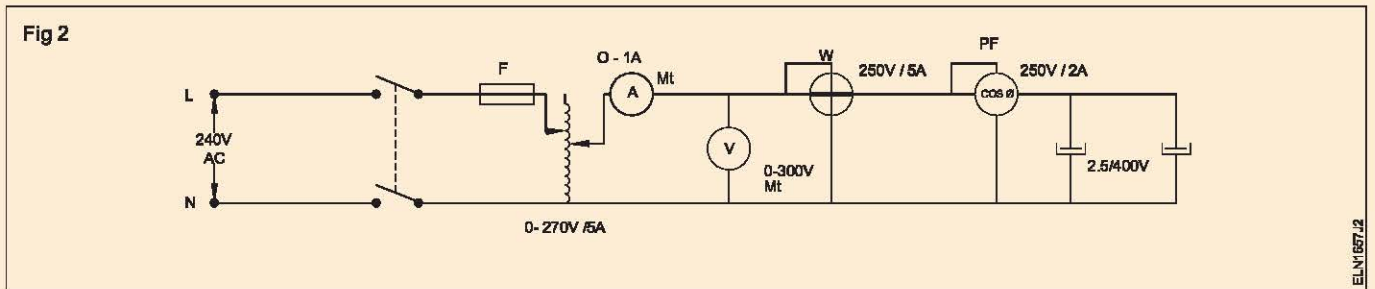 Fig 2
L
240V
AC
N
F
O - 1A
A
Mt
0- 270V /5A
V
0-300V
Mt
W
250V / 5A
PF
COS Ø
250V / 2A
2.5/400V
ELN1657J2